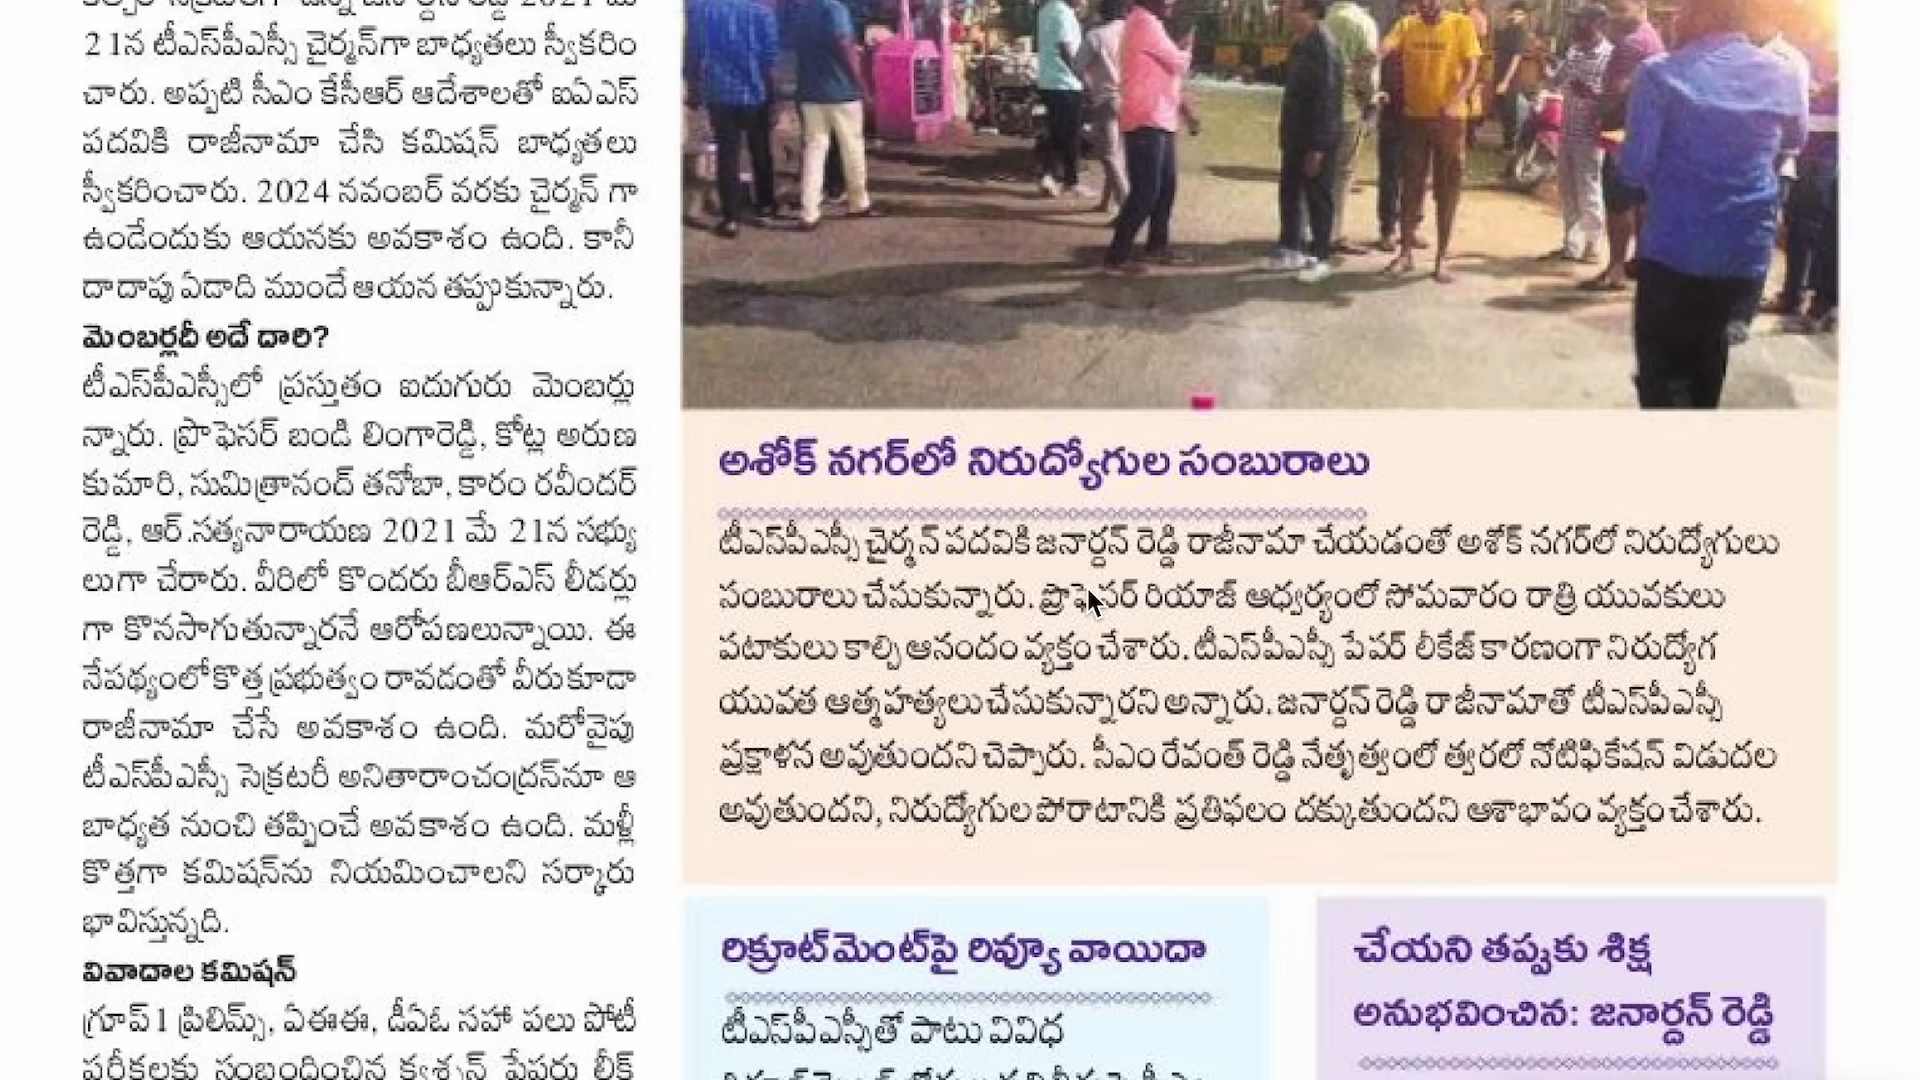 21న టీఎస్‌పీఎస్సీ చైర్మన్‌గా బాధ్యతలు స్వీకరిం
చారు. అప్పటి సీఎం కేసీఆర్ ఆదేశాలతో ఐఏఎస్
పదవికి రాజీనామా చేసి కమిషన్ బాధ్యతలు
స్వీకరించారు. 2024 నవంబర్ వరకు చైర్మన్ గా
ఉండేందుకు ఆయనకు అవకాశం ఉంది. కానీ
దాదాపు ఏడాది ముందే ఆయన తప్పుకున్నారు.
మెంబర్లదీ అదే దారి?
టీఎస్‌పీఎస్సీలో ప్రస్తుతం ఐదుగురు మెంబర్లు
న్నారు. ప్రొఫెసర్ బండి లింగారెడ్డి, కోట్ల అరుణ
కుమారి, సుమిత్రానంద్ తనోబా, కారం రవీందర్
రెడ్డి, ఆర్.సత్యనారాయణ 2021 మే 21న సభ్యు
లుగా చేరారు. వీరిలో కొందరు బీఆర్ఎస్ లీడర్లు
గా కొనసాగుతున్నారనే ఆరోపణలున్నాయి. ఈ
నేపథ్యంలో కొత్త ప్రభుత్వం రావడంతో వీరు కూడా
రాజీనామా చేసే అవకాశం ఉంది. మరోవైపు
టీఎస్‌పీఎస్సీ సెక్రటరీ అనితారాంచంద్రన్‌నూ ఆ
బాధ్యత నుంచి తప్పించే అవకాశం ఉంది. మళ్లీ
కొత్తగా కమిషన్‌ను నియమించాలని సర్కారు
భావిస్తున్నది.
వివాదాల కమిషన్
గ్రూప్ 1 ప్రిలిమ్స్, ఏఈఈ, డీఏఓ సహా పలు పోటీ
పరీక్షలకు సంబంధించిన క్వశ్చన్ పేపర్లు లీక్
అశోక్ నగర్‌లో నిరుద్యోగుల సంబురాలు
టీఎస్‌పీఎస్సీ చైర్మన్ పదవికి జనార్దన్ రెడ్డి రాజీనామా చేయడంతో అశోక్ నగర్‌లో నిరుద్యోగులు
సంబురాలు చేసుకున్నారు. ప్రొఫెసర్ రియాజ్ ఆధ్వర్యంలో సోమవారం రాత్రి యువకులు
పటాకులు కాల్చి ఆనందం వ్యక్తం చేశారు. టీఎస్‌పీఎస్సీ పేపర్ లీకేజ్ కారణంగా నిరుద్యోగ
యువత ఆత్మహత్యలు చేసుకున్నారని అన్నారు. జనార్దన్ రెడ్డి రాజీనామాతో టీఎస్‌పీఎస్సీ
ప్రక్షాళన అవుతుందని చెప్పారు. సీఎం రేవంత్ రెడ్డి నేతృత్వంలో త్వరలో నోటిఫికేషన్ విడుదల
అవుతుందని, నిరుద్యోగుల పోరాటానికి ప్రతిఫలం దక్కుతుందని ఆశాభావం వ్యక్తం చేశారు.
రిక్రూట్‌మెంట్‌పై రివ్యూ వాయిదా
టీఎస్‌పీఎస్సీతో పాటు వివిధ
చేయని తప్పకు శిక్ష
అనుభవించిన: జనార్దన్ రెడ్డి